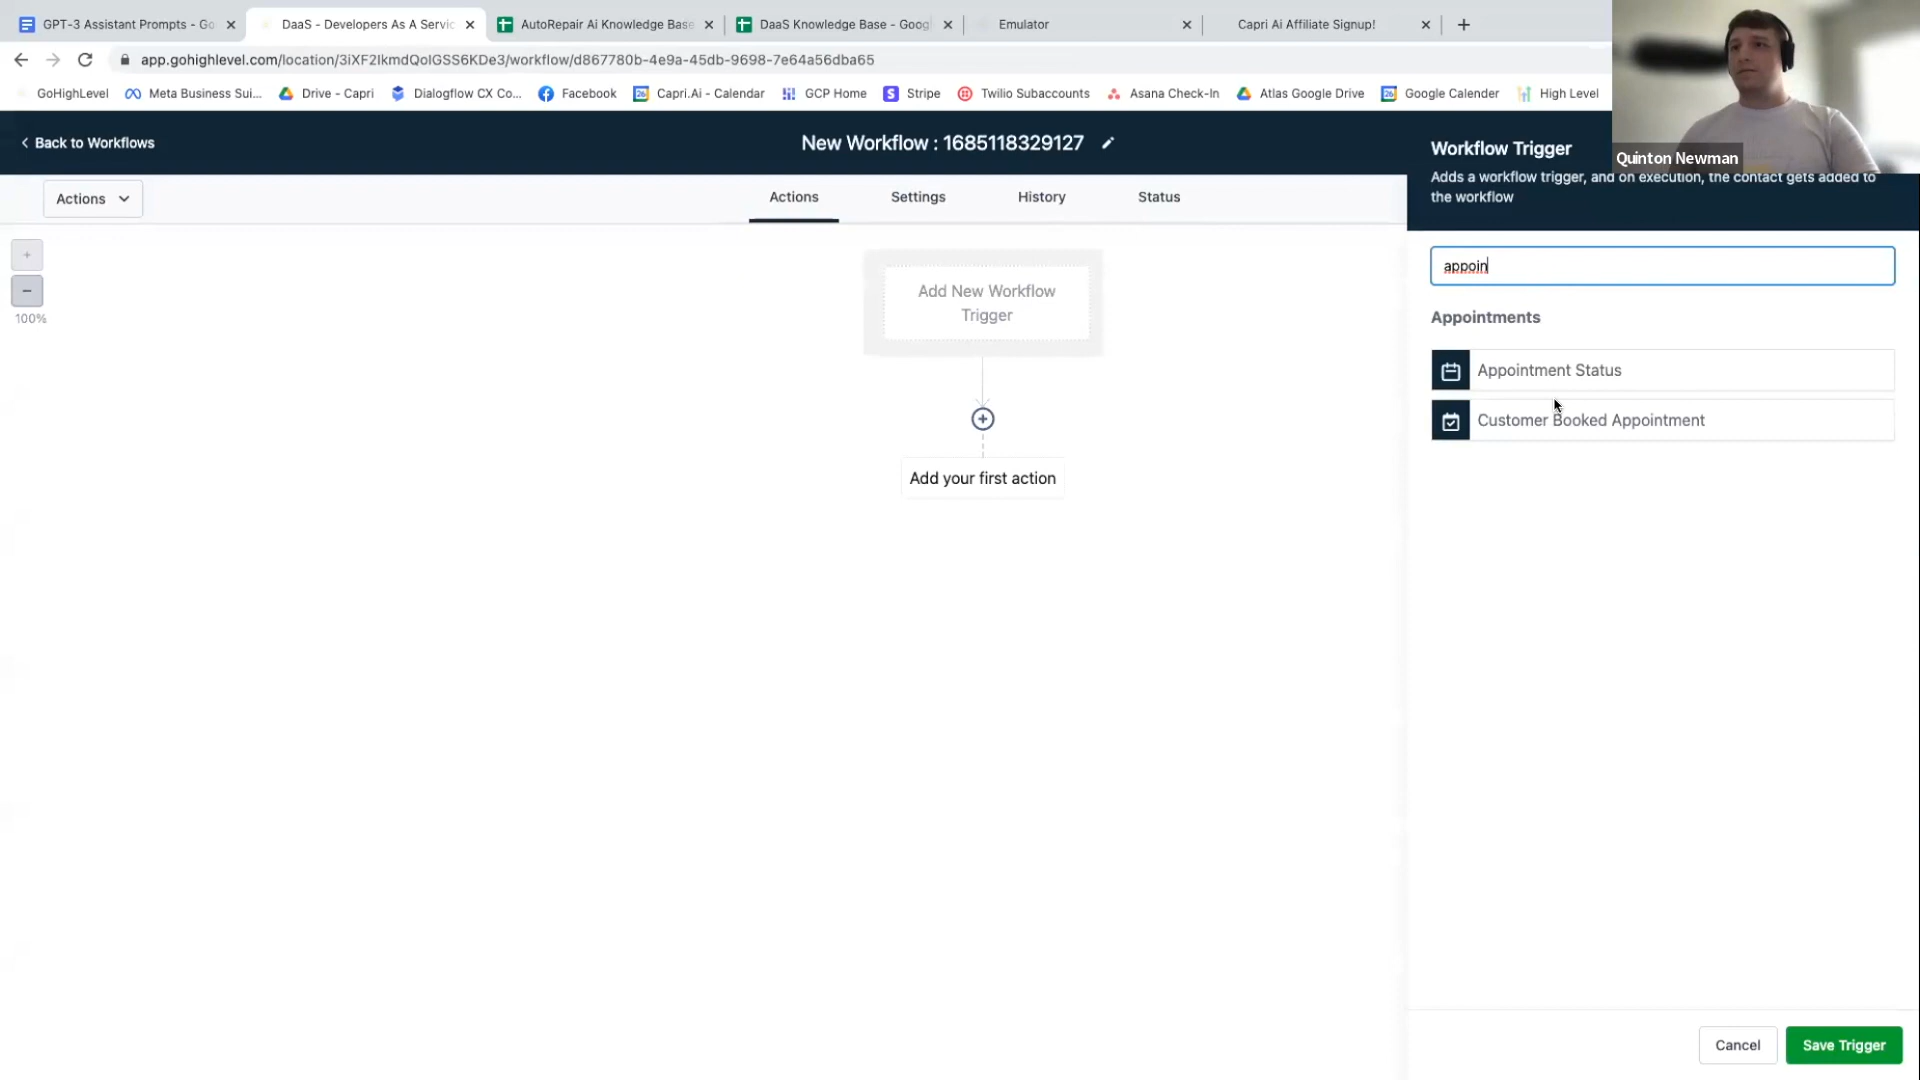 GPT-3 Assistant Prompts - Go
DaaS - Developers As A Servic
AutoRepair Ai Knowledge Base
DaaS Knowledge Base - Goog
Emulator
Capri Ai Affiliate Signup!
app.gohighlevel.com/location/3iXF2IkmdQoIGSS6KDe3/workflow/d867780b-4e9a-45db-9698-7e64a56dba65
GoHighLevel
Meta Business Sui...
Drive - Capri
Dialogflow CX Co...
Facebook
Capri.Ai - Calendar
GCP Home
Stripe
Twilio Subaccounts
Asana Check-In
Atlas Google Drive
Google Calender
High Level
Back to Workflows
New Workflow : 1685118329127
Workflow Trigger
Quinton Newman
Adds a workflow trigger, and on execution, the contact gets added to
the workflow
Actions
Actions
Settings
History
Status
+
−
100%
Add New Workflow
Trigger
Add your first action
appoin
Appointments
Appointment Status
Customer Booked Appointment
Cancel
Save Trigger